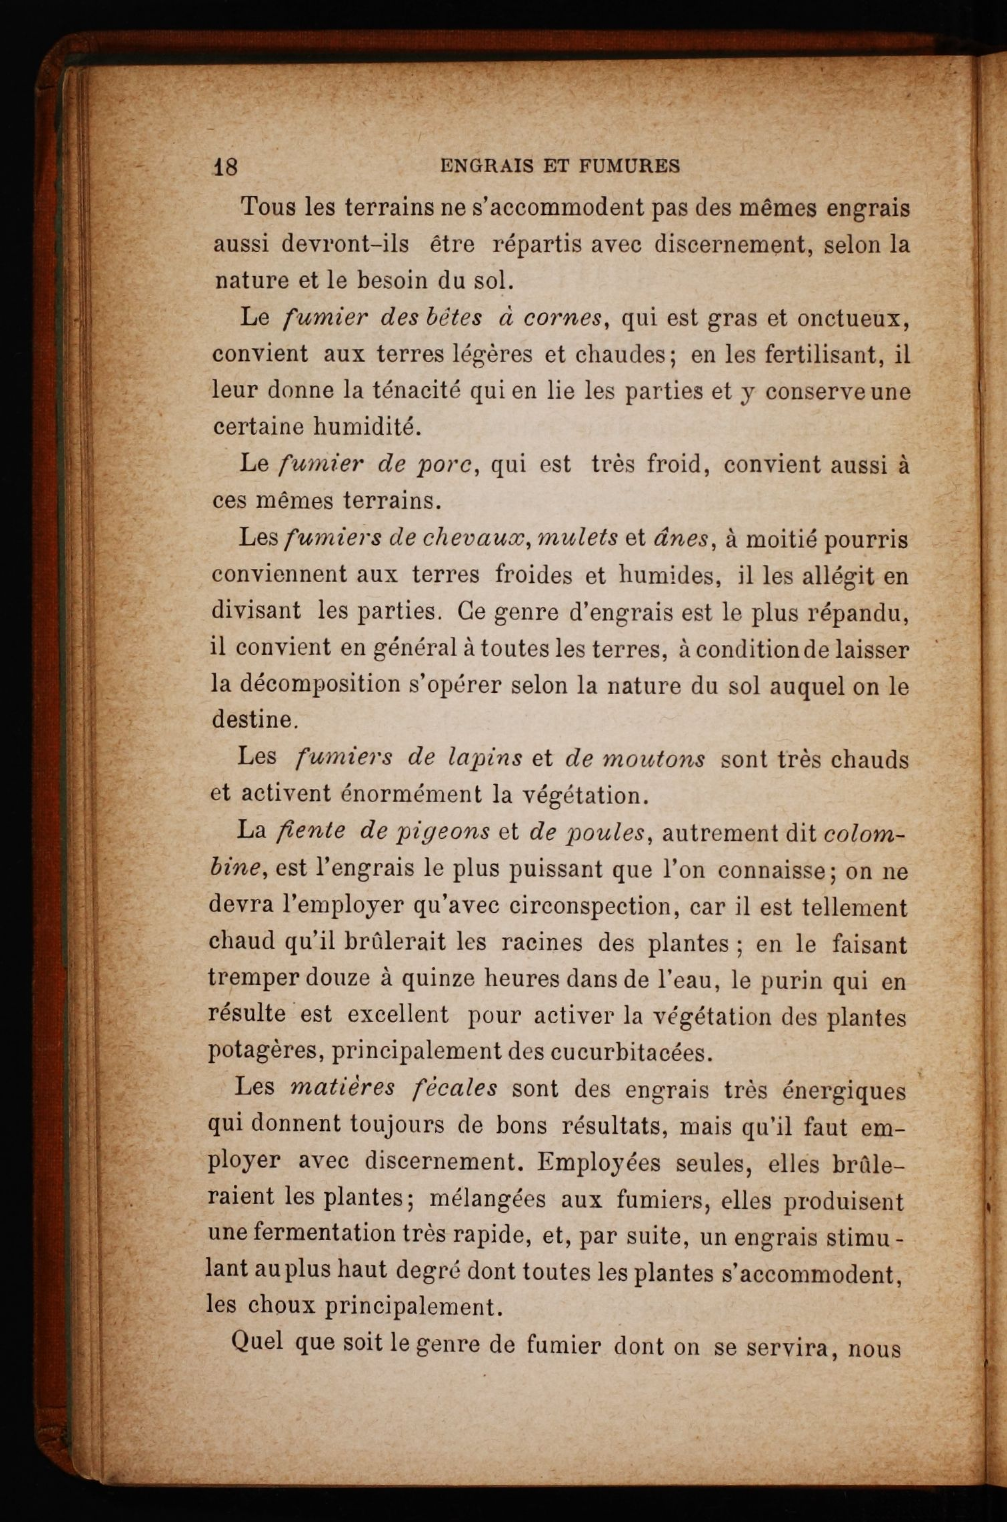 18 ENGRAIS ET FUMURES
Tous les terrains ne s'accommodent pas des mêmes engrais
aussi devront-ils être répartis avec discernement, selon la
nature et le besoin du sol.
Le fumier des bêtes à cornes, qui est gras et onctueux,
convient aux terres légères et chaudes; en les fertilisant, il
leur donne la ténacité qui en lie les parties et y conserve une
certaine humidité.
Le fumier de porc, qui est très froid, convient aussi à
ces mêmes terrains.
Les fumiers de chevaux, mulets et ânes, à moitié pourris
conviennent aux terres froides et humides, il les allégit en
divisant les parties. Ce genre d'engrais est le plus répandu,
il convient en général à toutes les terres, à condition de laisser
la décomposition s'opérer selon la nature du sol auquel on le
destine.
Les fumiers de lapins et de moutons sont très chauds
et activent énormément la végétation.
La fiente de pigeons et de poules, autrement dit colom-
bine, est l'engrais le plus puissant que l'on connaisse; on ne
devra l'employer qu'avec circonspection, car il est tellement
chaud qu'il brûlerait les racines des plantes; en le faisant
tremper douze à quinze heures dans de l'eau, le purin qui en
résulte est excellent pour activer la végétation des plantes
potagères, principalement des cucurbitacées.
Les matières fécales sont des engrais très énergiques
qui donnent toujours de bons résultats, mais qu'il faut em-
ployer avec discernement. Employées seules, elles brûle-
raient les plantes; mélangées aux fumiers, elles produisent
une fermentation très rapide, et, par suite, un engrais stimu-
lant au plus haut degré dont toutes les plantes s'accommodent,
les choux principalement.
Quel que soit le genre de fumier dont on se servira, nous